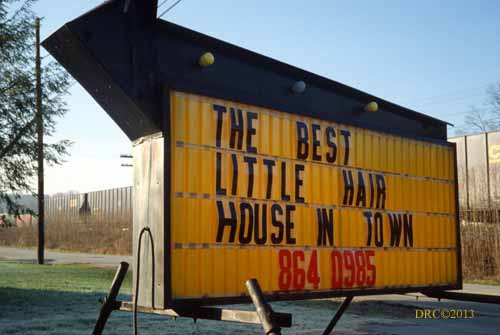 THE BEST
LITTLE HAIR
HOUSE IN TOWN
864 0985
DRC©2013